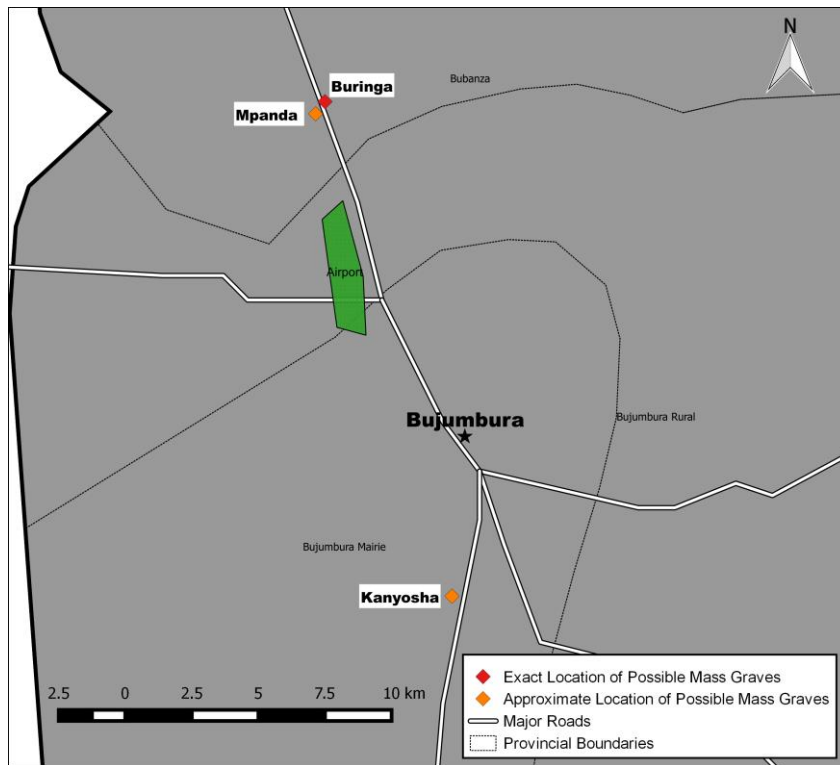 N
Bubanza
Buringa
Mpanda
Airport
Bujumbura
Bujumbura Rural
Bujumbura Mairie
Kanyosha
2.5 0 2.5 5 7.5 10 km
Exact Location of Possible Mass Graves
Approximate Location of Possible Mass Graves
Major Roads
Provincial Boundaries